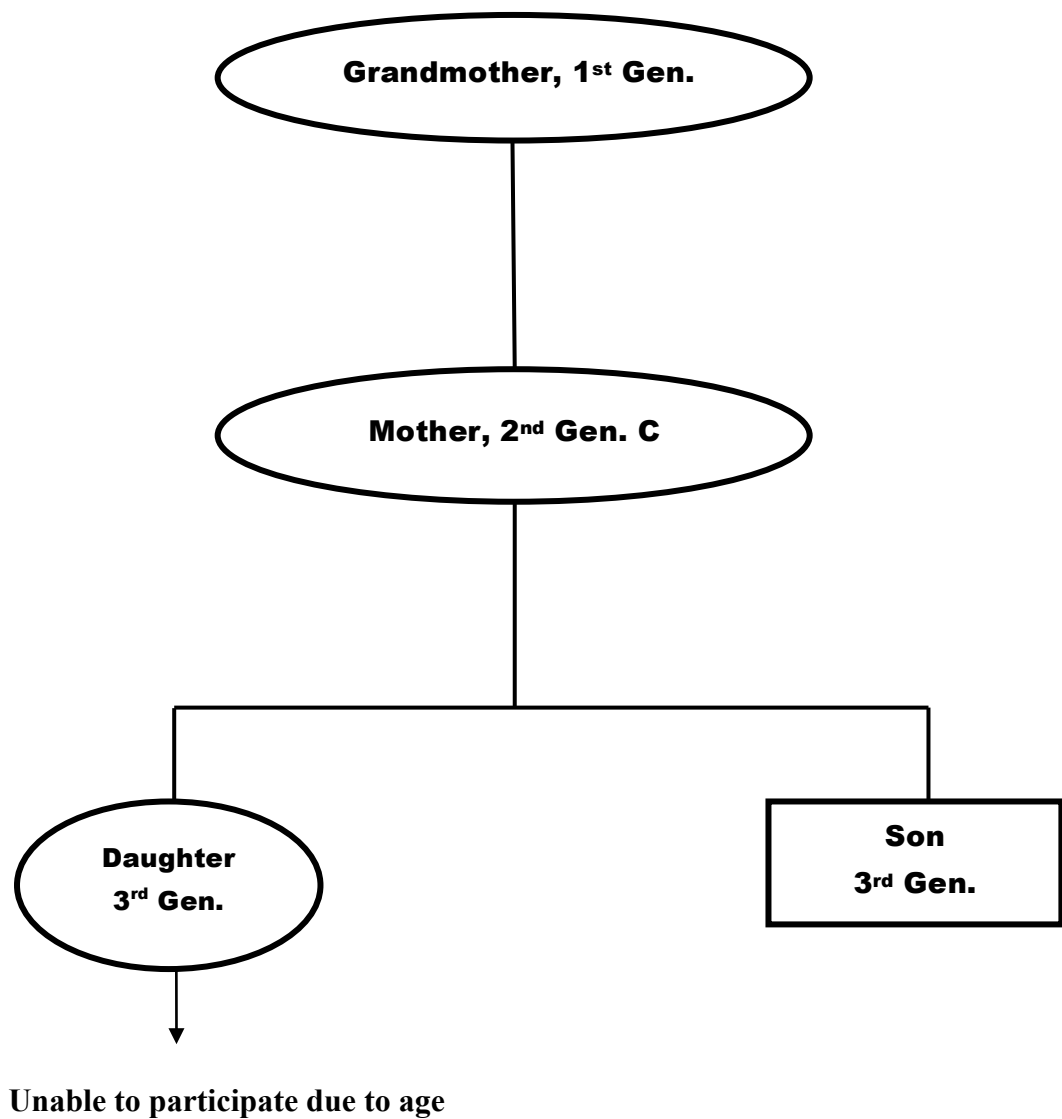 Grandmother, 1st Gen.
Mother, 2nd Gen. C
Daughter
3rd Gen.
Son
3rd Gen.
Unable to participate due to age